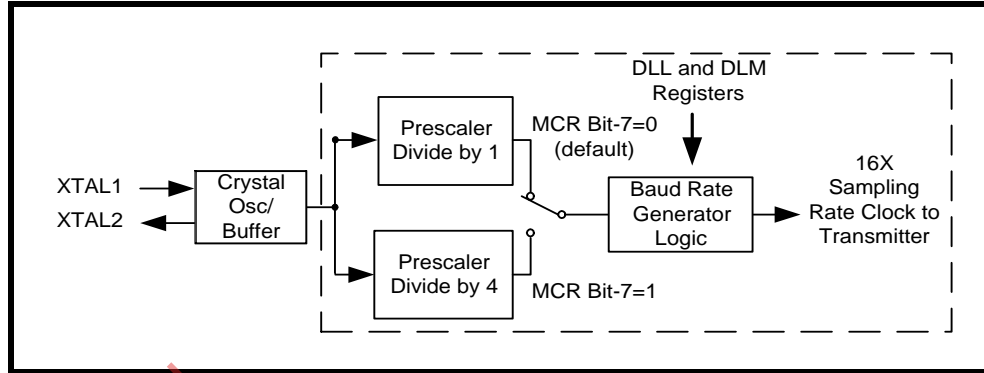 DLL and DLM
Registers
Prescaler
Divide by 1
MCR Bit-7=0
(default)
XTAL1
XTAL2
Crystal
Osc/
Buffer
Baud Rate
Generator
Logic
16X
Sampling
Rate Clock to
Transmitter
Prescaler
Divide by 4
MCR Bit-7=1